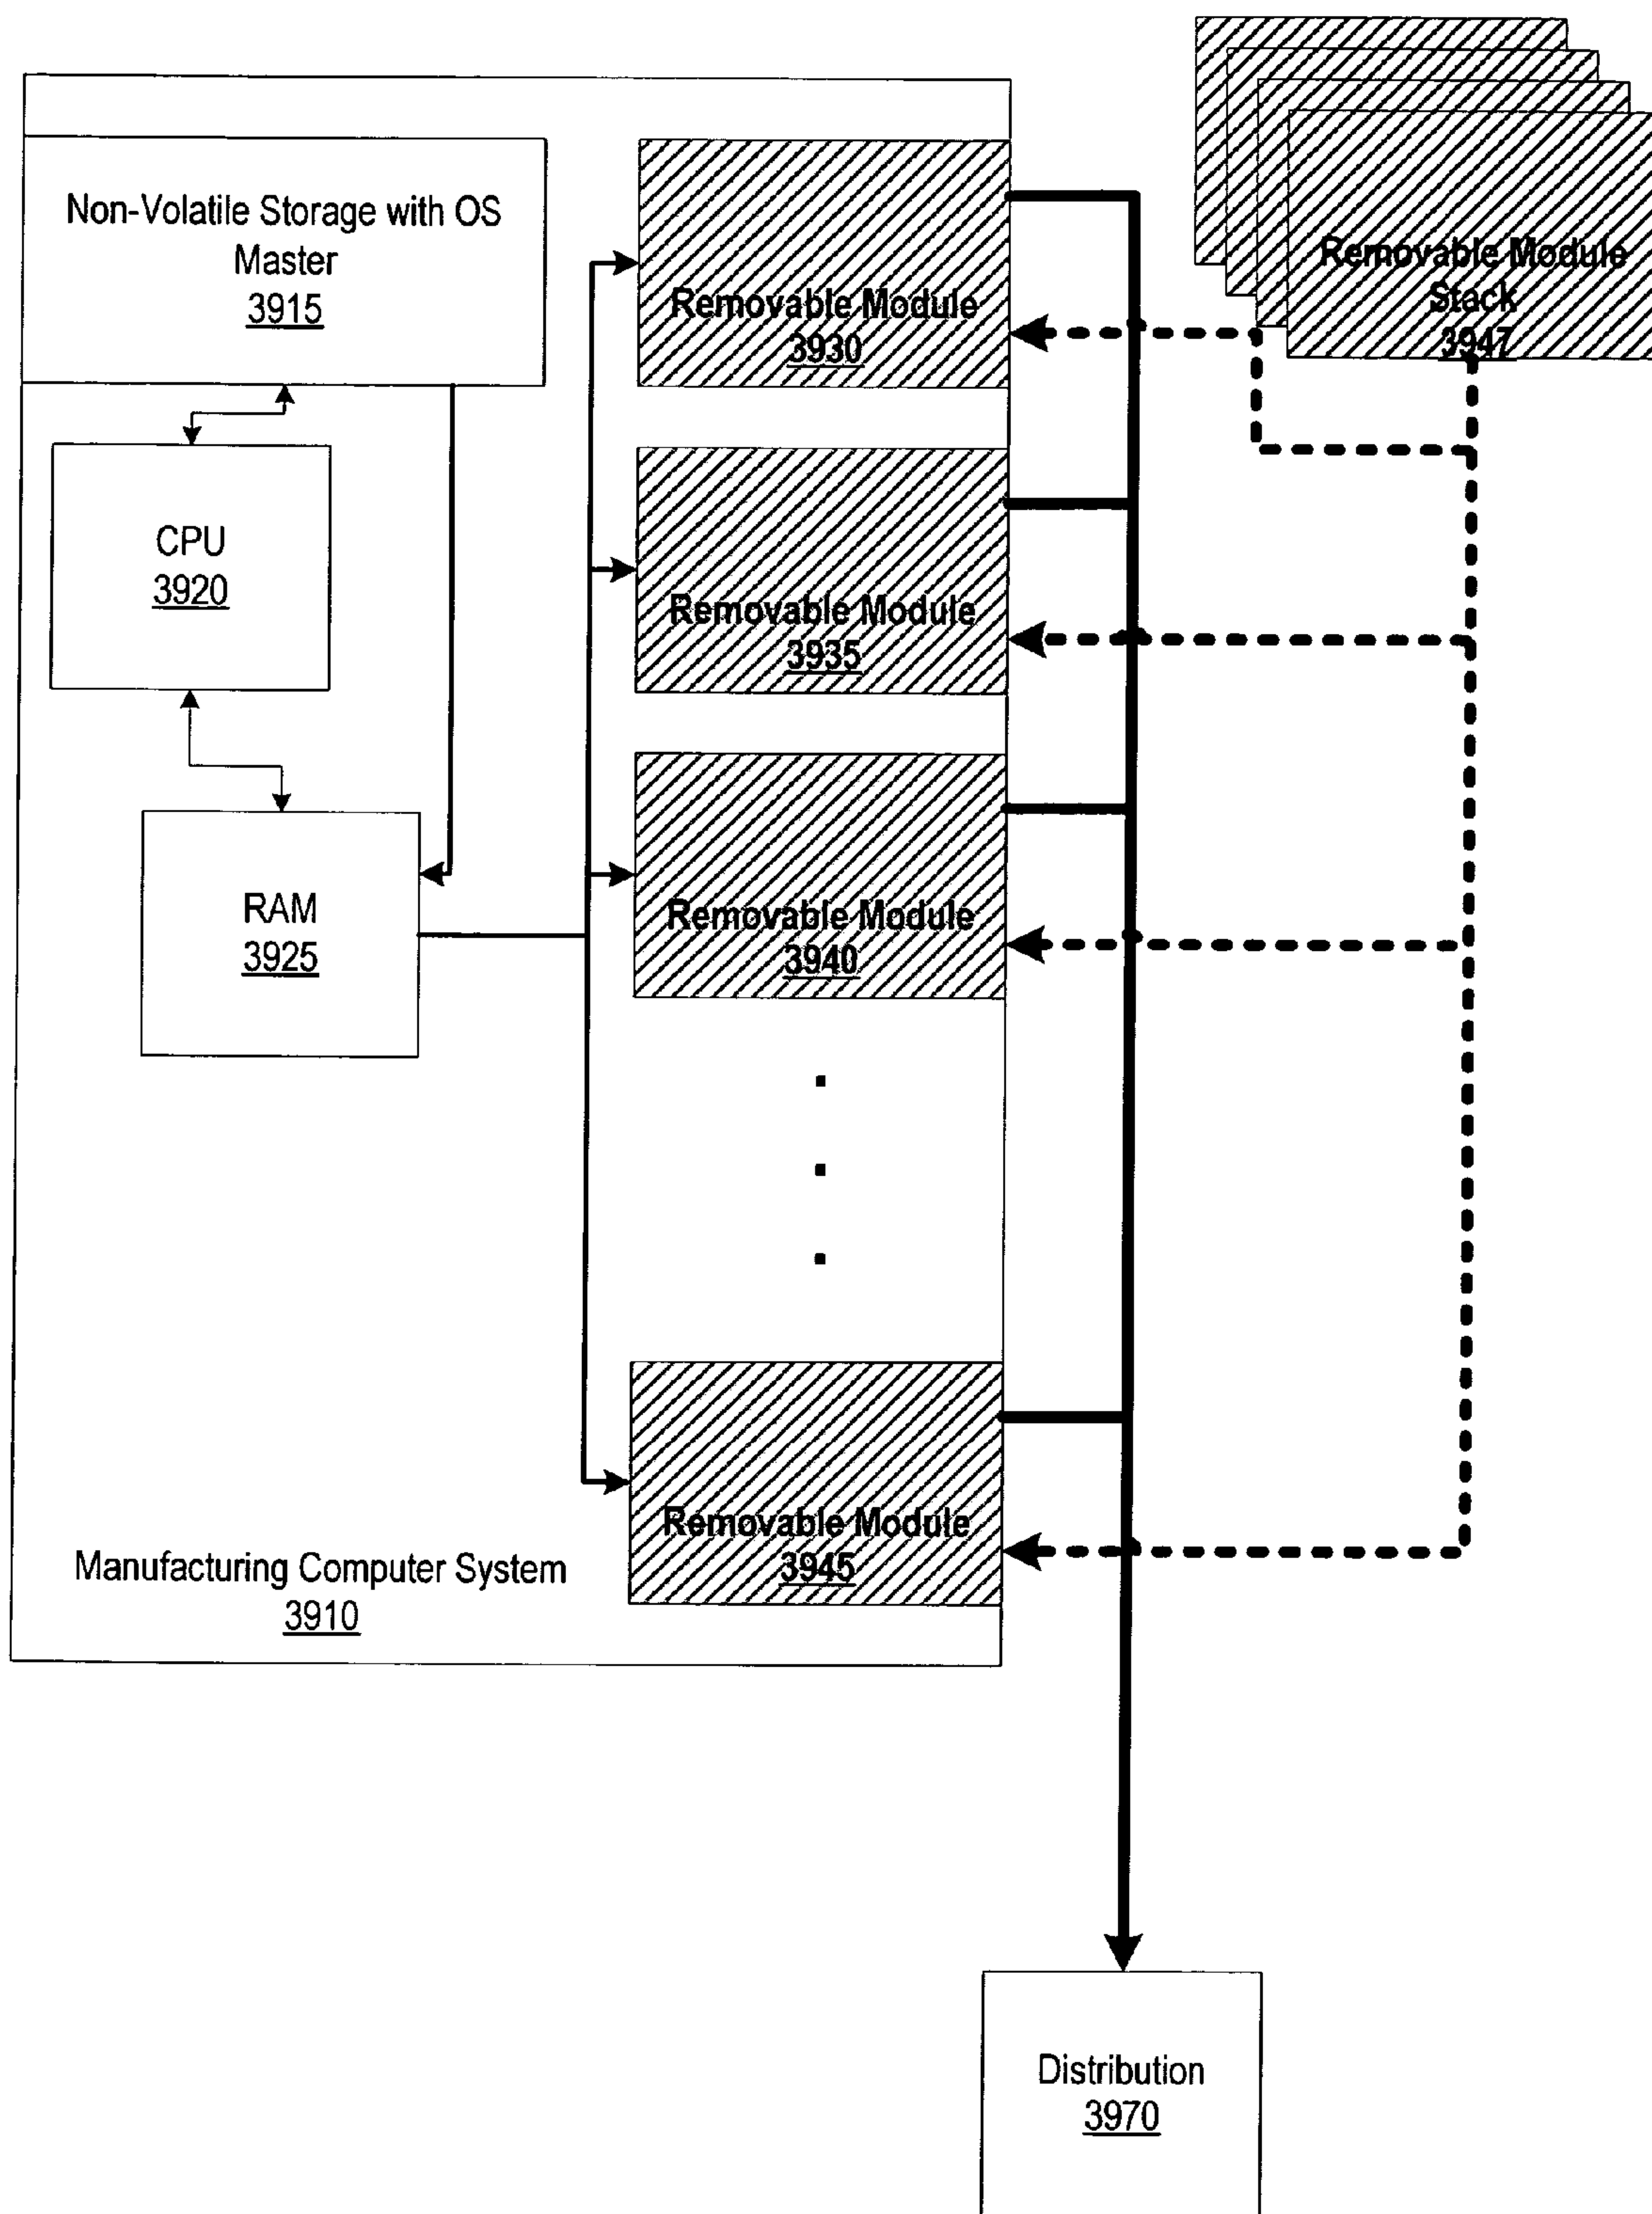 Non-Volatile Storage with OS
Master
3915
Removable Module
3930
Removable Module
Stack
3947
CPU
3920
Removable Module
3935
RAM
3925
Removable Module
3940
Removable Module
3945
Manufacturing Computer System
3910
Distribution
3970